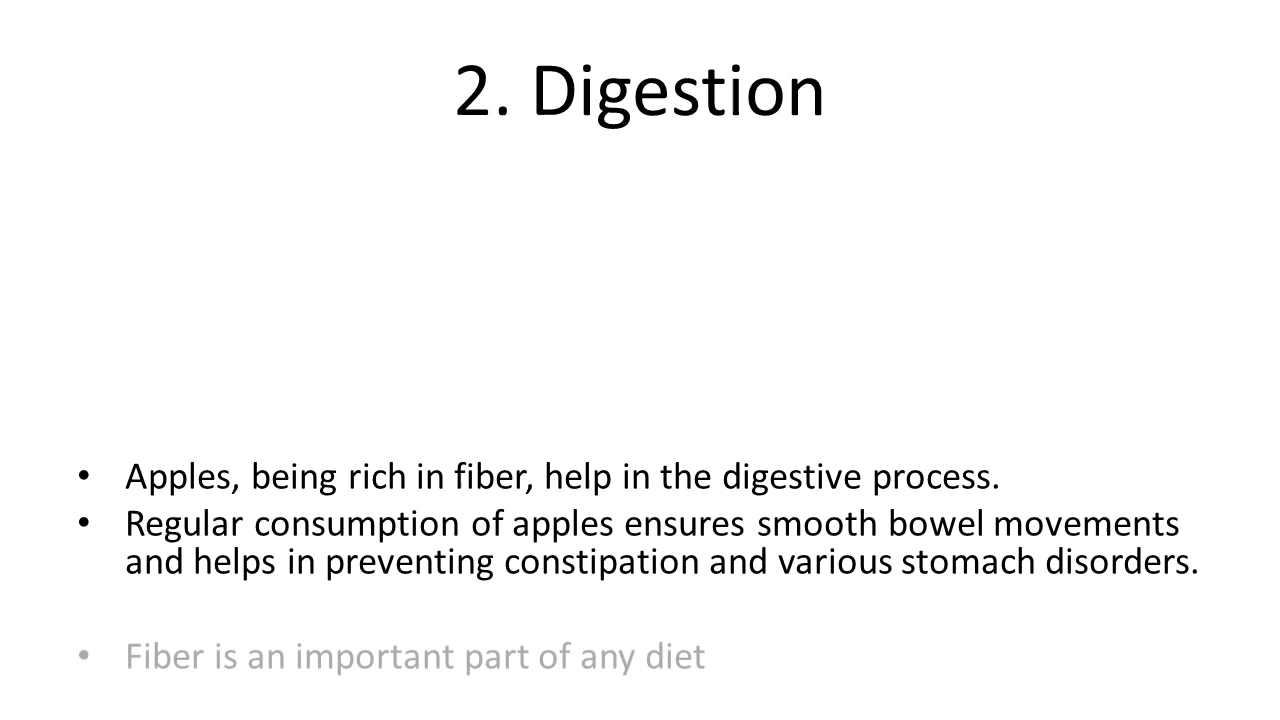 2. Digestion
• Apples, being rich in fiber, help in the digestive process.
• Regular consumption of apples ensures smooth bowel movements
and helps in preventing constipation and various stomach disorders.
• Fiber is an important part of any diet